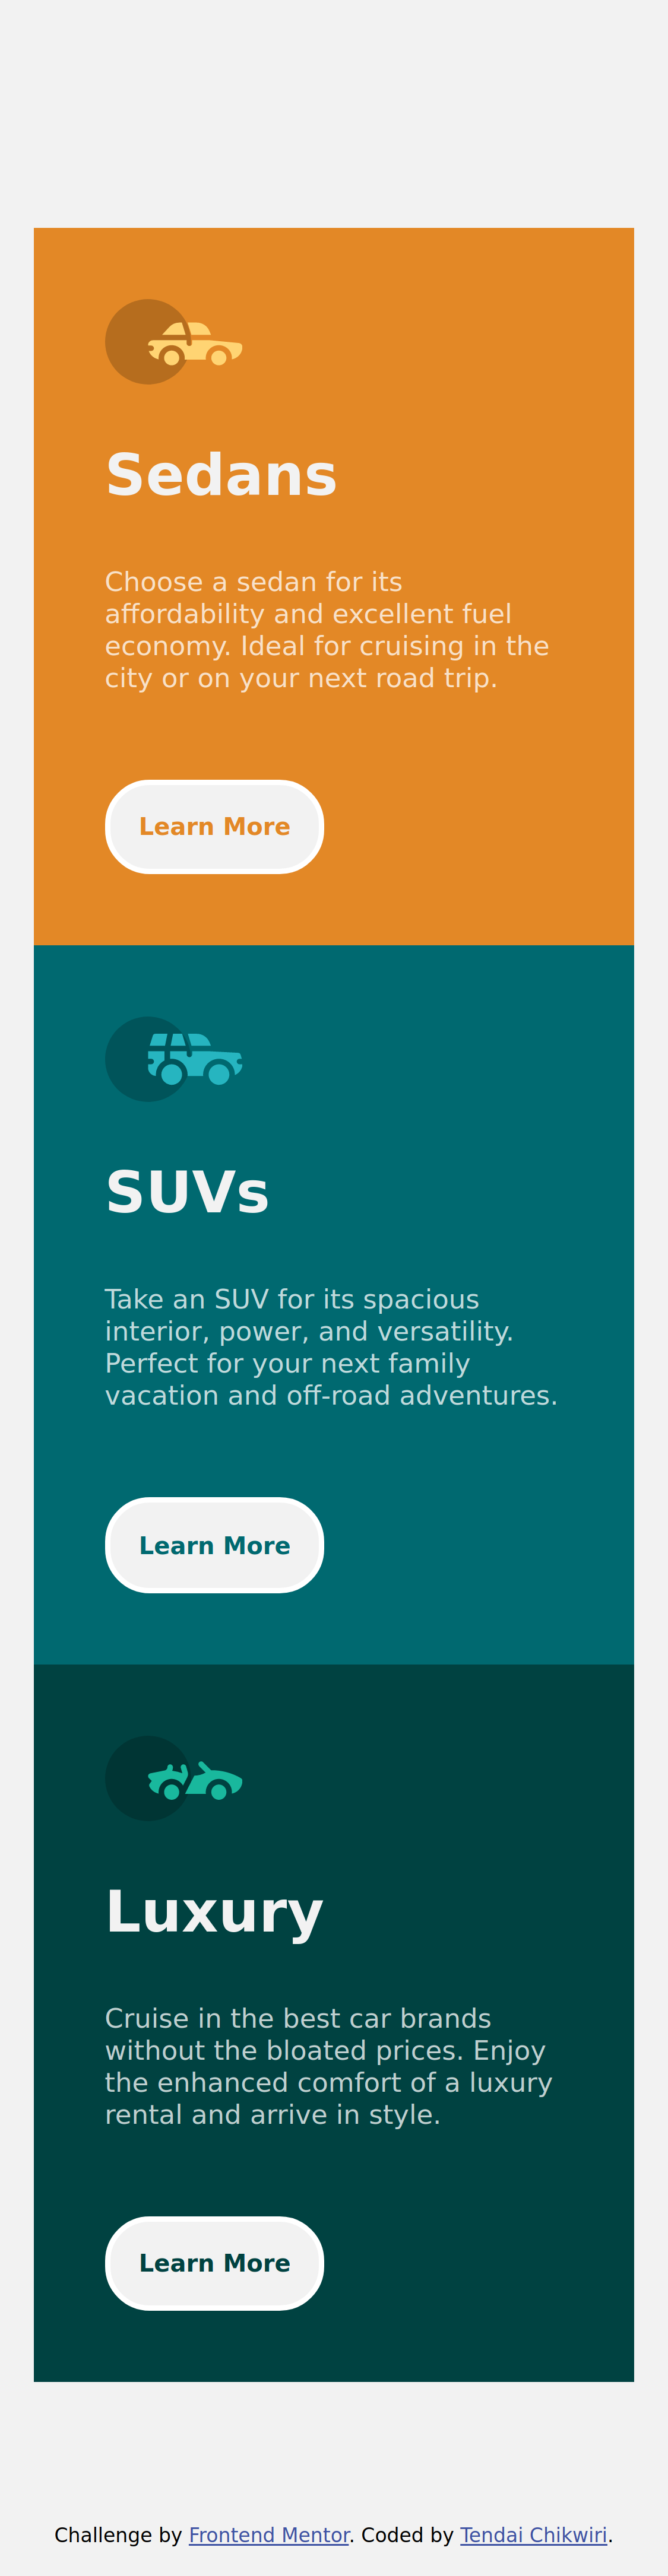 Sedans
Choose a sedan for its
affordability and excellent fuel
economy. Ideal for cruising in the
city or on your next road trip.
Learn More
SUVs
Take an SUV for its spacious
interior, power, and versatility.
Perfect for your next family
vacation and off-road adventures.
Learn More
Luxury
Cruise in the best car brands
without the bloated prices. Enjoy
the enhanced comfort of a luxury
rental and arrive in style.
Learn More
Challenge by Frontend Mentor. Coded by Tendai Chikwiri.